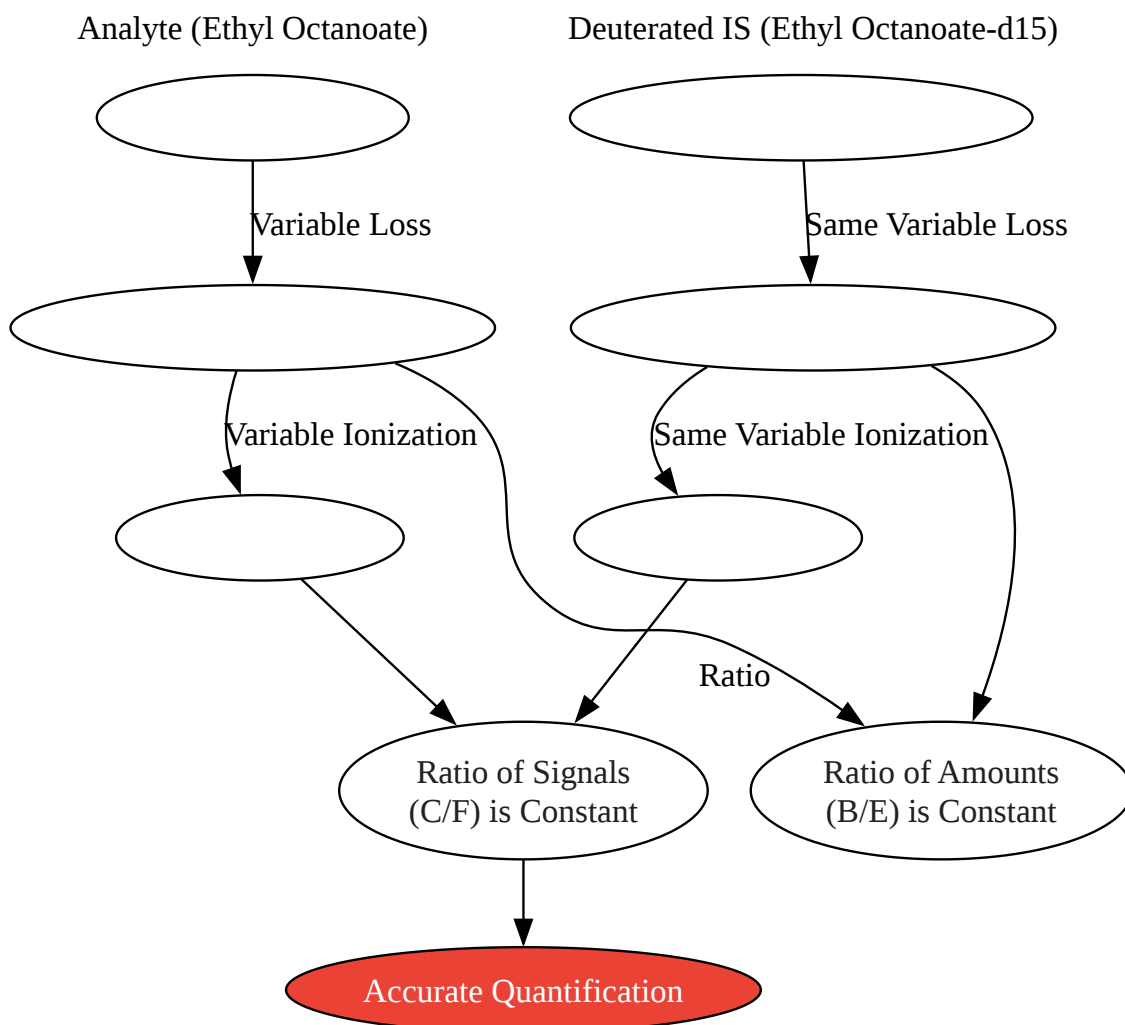 Analyte (Ethyl Octanoate)
Deuterated IS (Ethyl Octanoate-d15)
Variable Loss
Same Variable Loss
Variable Ionization
Same Variable Ionization
Ratio
Ratio of Signals
(C/F) is Constant
Ratio of Amounts
(B/E) is Constant
Accurate Quantification